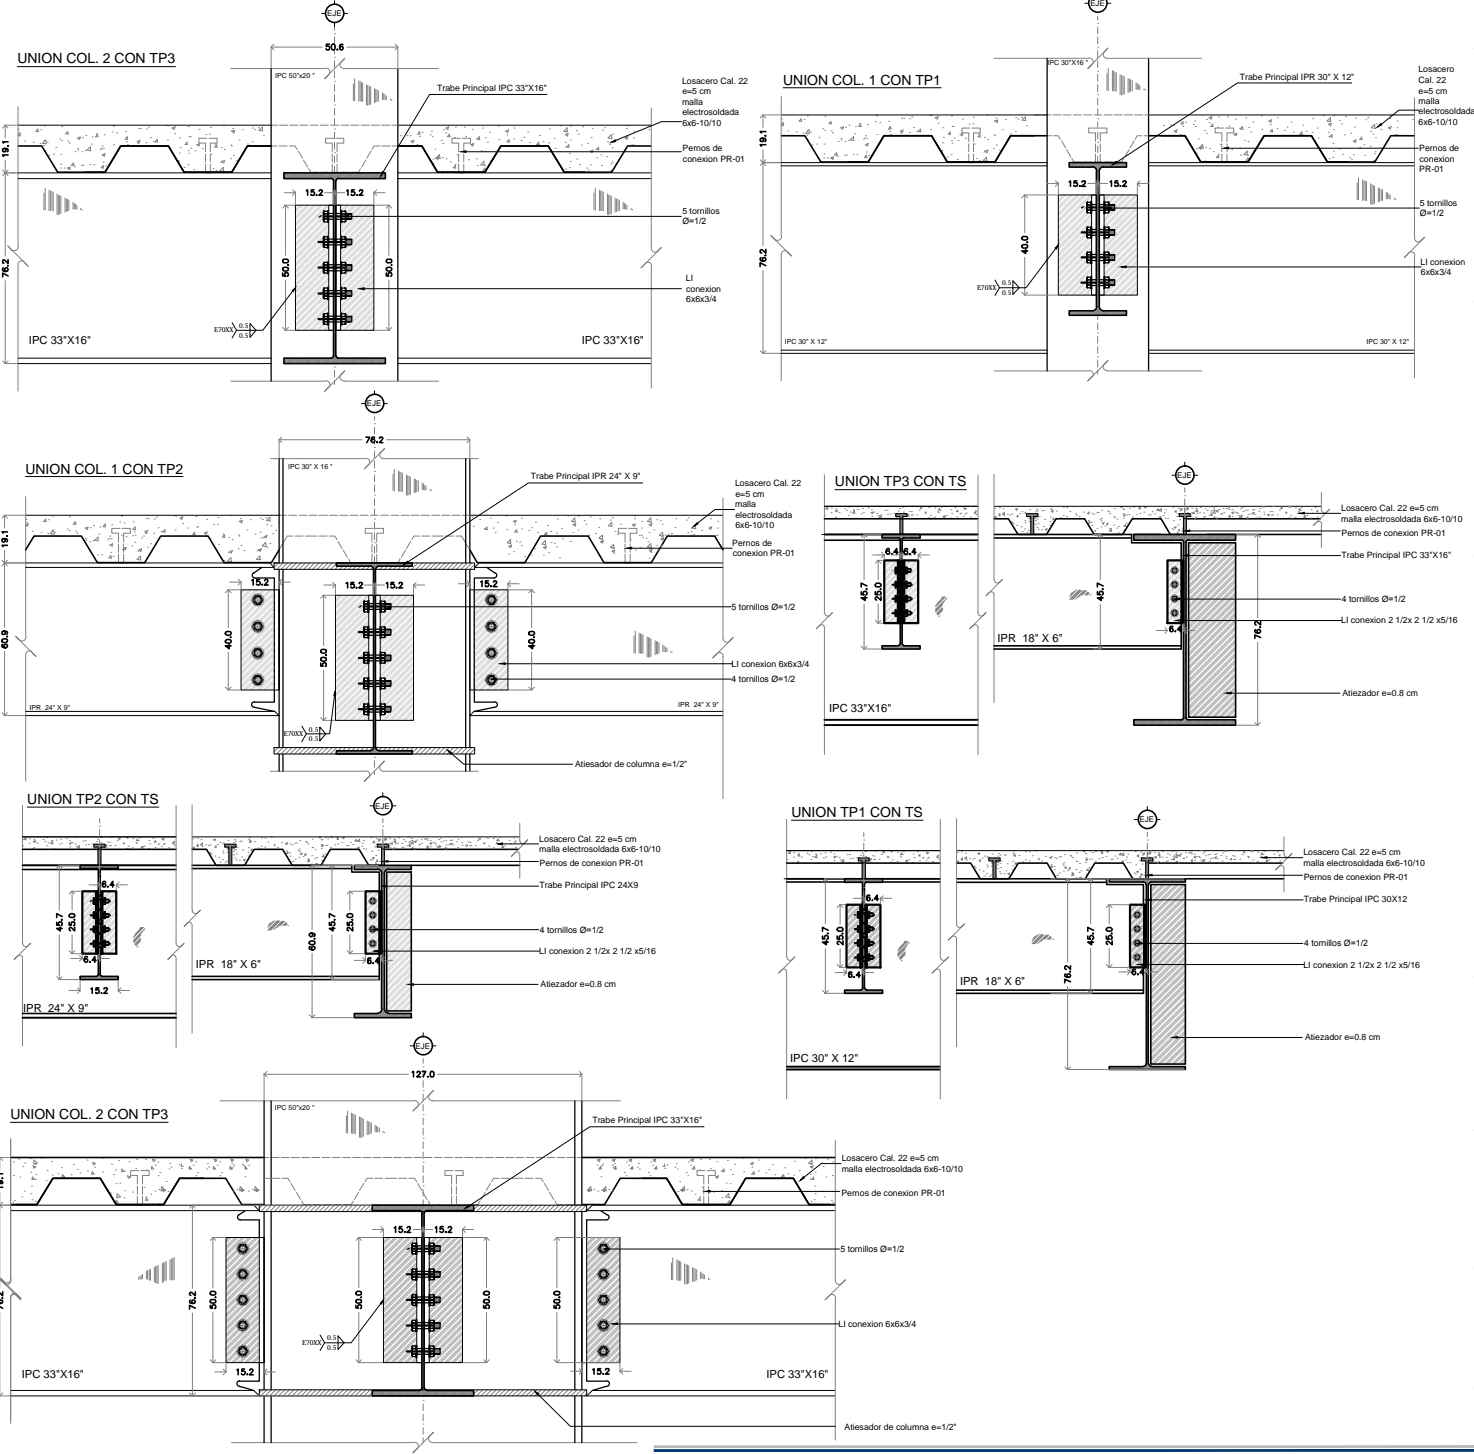 EJE
UNION COL. 2 CON TP3
50.6
IPC 50"x20 "
Trabe Principal IPC 33"X16"
Losacero Cal. 22
e=5 cm
malla
electrosoldada
6x6-10/10
Pernos de
conexion PR-01
19.1
15.2
15.2
5 tornillos
Ø=1/2
76.2
50.0
50.0
LI
conexion
6x6x3/4
E70XX
0.5
0.5
IPC 33"X16"
IPC 33"X16"
EJE
UNION COL. 1 CON TP1
IPC 30"X16 "
Trabe Principal IPR 30" X 12"
Losacero
Cal. 22
e=5 cm
malla
electrosoldada
6x6-10/10
Pernos de
conexion
PR-01
19.1
15.2
15.2
5 tornillos
Ø=1/2
76.2
40.0
LI conexion
6x6x3/4
E70XX
0.5
0.5
IPC 30" X 12"
IPC 30" X 12"
EJE
UNION COL. 1 CON TP2
76.2
IPC 30" X 16 "
Trabe Principal IPR 24" X 9"
Losacero Cal. 22
e=5 cm
malla
electrosoldada
6x6-10/10
Pernos de
conexion PR-01
19.1
15.2
15.2
15.2
15.2
5 tornillos Ø=1/2
60.9
40.0
50.0
40.0
LI conexion 6x6x3/4
4 tornillos Ø=1/2
IPR 24" X 9"
IPR 24" X 9"
E70XX
0.5
0.5
Atiesador de columna e=1/2"
UNION TP3 CON TS
EJE
Losacero Cal. 22 e=5 cm
malla electrosoldada 6x6-10/10
Pernos de conexion PR-01
Trabe Principal IPC 33"X16"
6.4
6.4
45.7
25.0
45.7
4 tornillos Ø=1/2
LI conexion 2 1/2x 2 1/2 x5/16
6.4
76.2
IPR 18" X 6"
Atiezador e=0.8 cm
IPC 33"X16"
UNION TP2 CON TS
EJE
Losacero Cal. 22 e=5 cm
malla electrosoldada 6x6-10/10
Pernos de conexion PR-01
Trabe Principal IPC 24X9
6.4
45.7
25.0
60.9
45.7
25.0
4 tornillos Ø=1/2
LI conexion 2 1/2x 2 1/2 x5/16
6.4
6.4
IPR 18" X 6"
15.2
Atiezador e=0.8 cm
IPR 24" X 9"
UNION TP1 CON TS
EJE
Losacero Cal. 22 e=5 cm
malla electrosoldada 6x6-10/10
Pernos de conexion PR-01
Trabe Principal IPC 30X12
6.4
45.7
25.0
76.2
45.7
25.0
4 tornillos Ø=1/2
LI conexion 2 1/2x 2 1/2 x5/16
6.4
6.4
IPR 18" X 6"
Atiezador e=0.8 cm
IPC 30" X 12"
EJE
UNION COL. 2 CON TP3
127.0
IPC 50"x20 "
Trabe Principal IPC 33"X16"
Losacero Cal. 22 e=5 cm
malla electrosoldada 6x6-10/10
Pernos de conexion PR-01
15.2
15.2
5 tornillos Ø=1/2
76.2
50.0
50.0
50.0
50.0
LI conexion 6x6x3/4
E70XX
0.5
0.5
15.2
15.2
IPC 33"X16"
IPC 33"X16"
Atiesador de columna e=1/2"